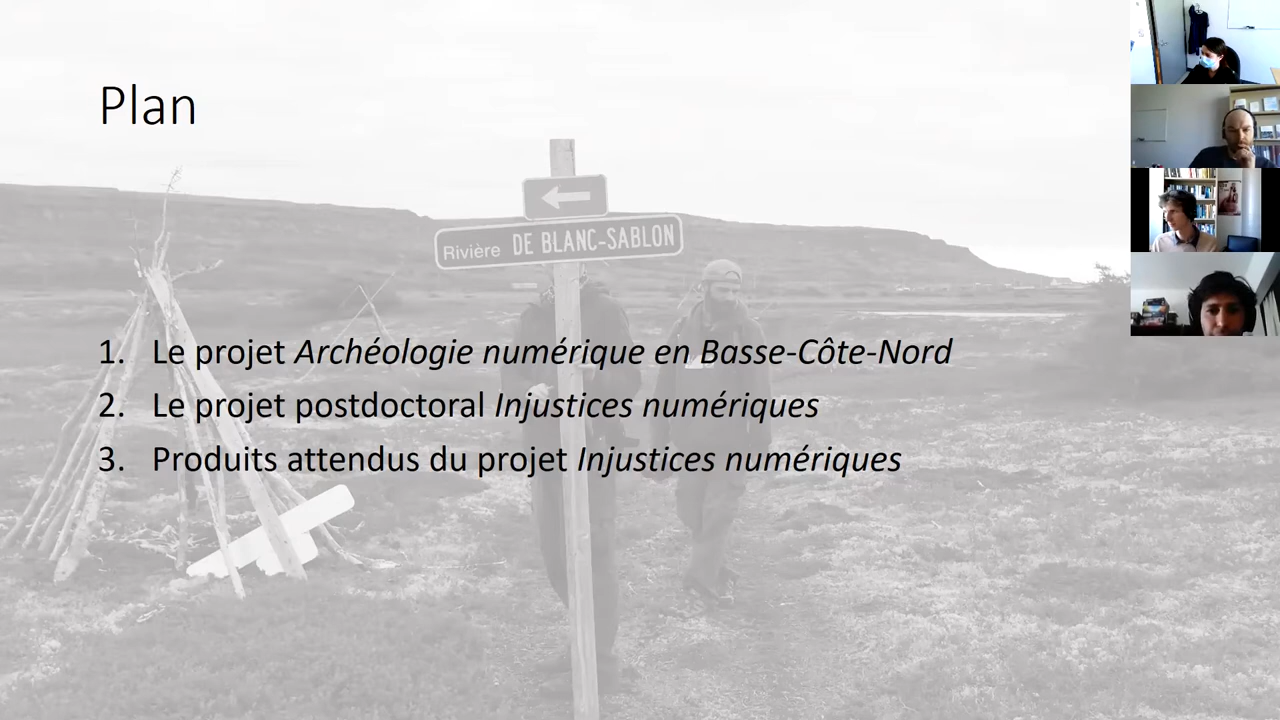 Plan
Rivière DE BLANC-SABLON
1. Le projet Archéologie numérique en Basse-Côte-Nord
2. Le projet postdoctoral Injustices numériques
3. Produits attendus du projet Injustices numériques